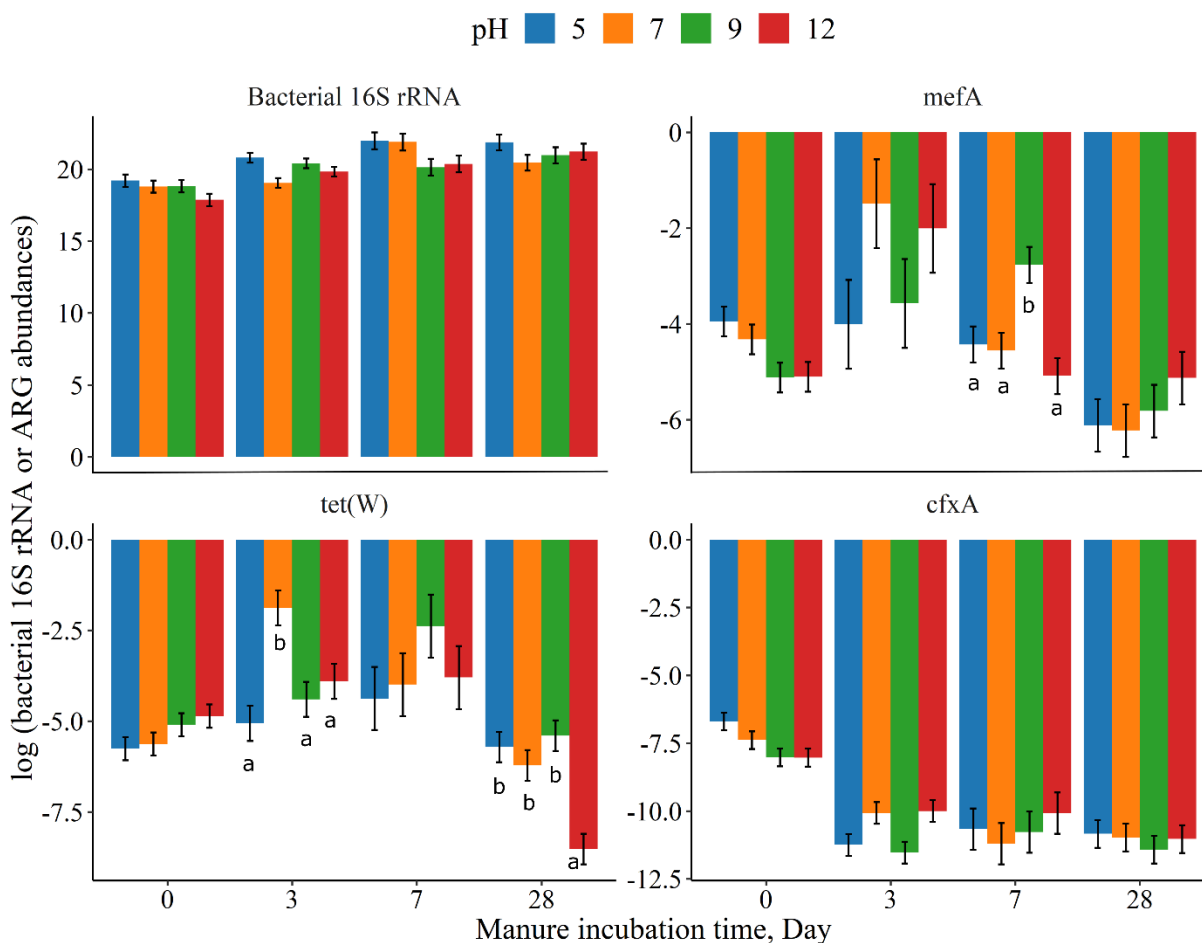 pH 5 7 9 12
Bacterial 16S rRNA
mefA
log (bacterial 16S rRNA or ARG abundances)
20
15
10
5
0
0
-2
-4
-6
b
a a a
tet(W)
cfxA
0.0
-2.5
-5.0
-7.5
b
a a a
b b b
a
0.0
-2.5
-5.0
-7.5
-10.0
-12.5
0 3 7 28
0 3 7 28
Manure incubation time, Day